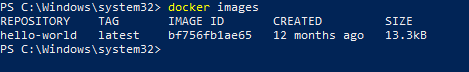 PS C:\Windows\system32> docker images
REPOSITORY TAG IMAGE ID CREATED SIZE
hello-world latest bf756fb1ae65 12 months ago 13.3kB
PS C:\Windows\system32>